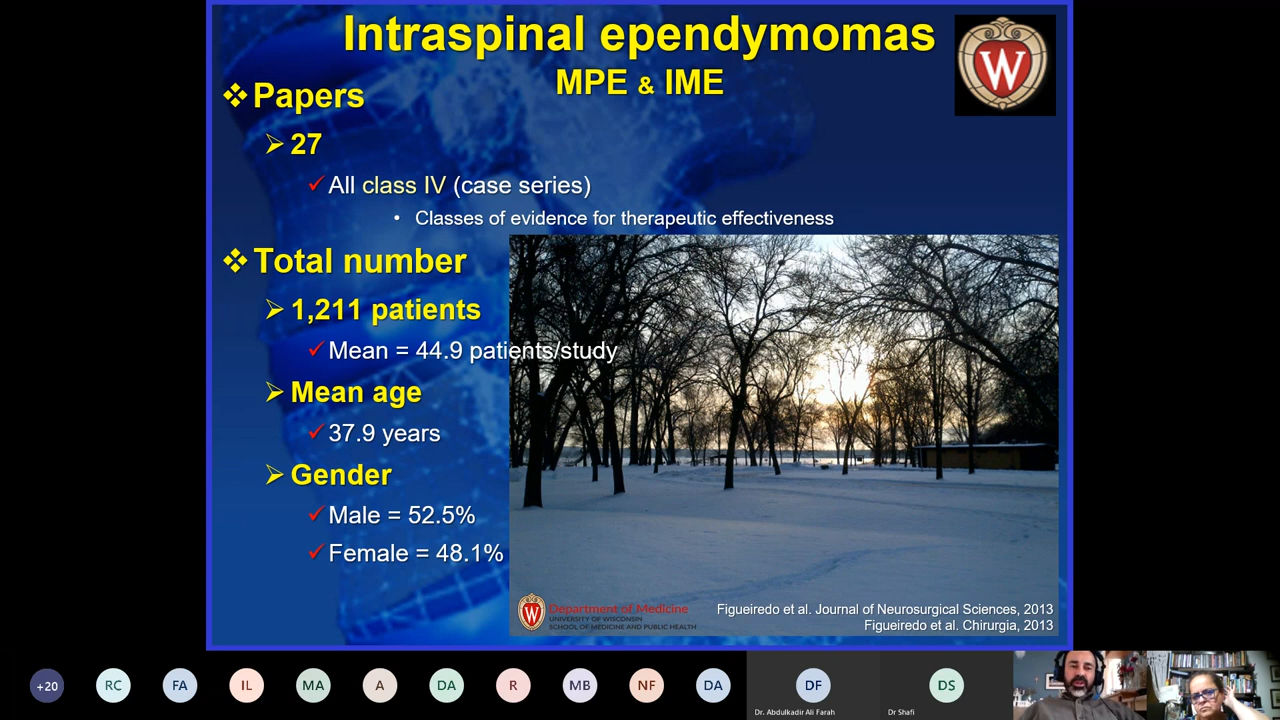 Intraspinal ependymomas
MPE & IME
W
❖ Papers
➢ 27
✓ All class IV (case series)
• Classes of evidence for therapeutic effectiveness
❖ Total number
➢ 1,211 patients
✓ Mean = 44.9 patients/study
➢ Mean age
✓ 37.9 years
➢ Gender
✓ Male = 52.5%
✓ Female = 48.1%
W
Department of Medicine
UNIVERSITY OF WISCONSIN
SCHOOL OF MEDICINE AND PUBLIC HEALTH
Figueiredo et al. Journal of Neurosurgical Sciences, 2013
Figueiredo et al. Chirurgia, 2013
+20
RC
FA
IL
MA
A
DA
R
MB
NF
DA
DF
Dr. Abdulkadir Ali Farah
DS
Dr Shafi